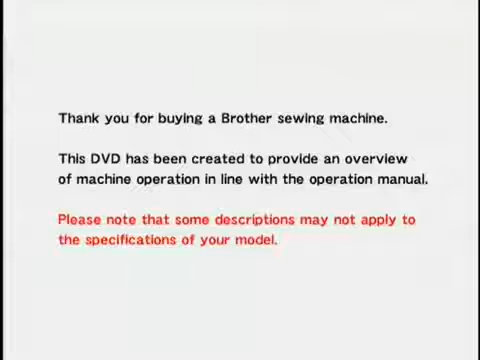 Thank you for buying a Brother sewing machine.
This DVD has been created to provide an overview
of machine operation in line with the operation manual.
Please note that some descriptions may not apply to
the specifications of your model.